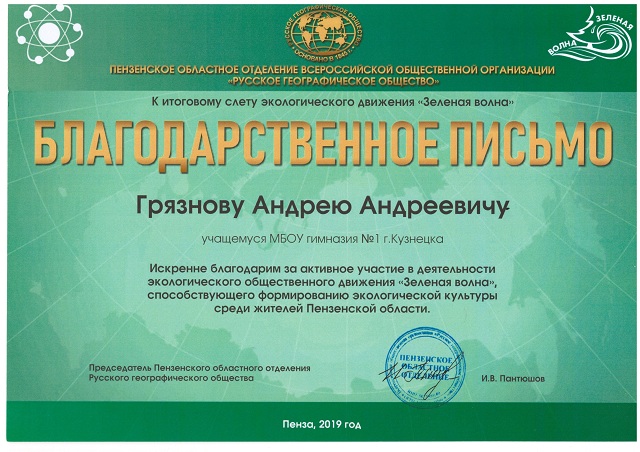 РУССКОЕ ГЕОГРАФИЧЕСКОЕ ОБЩЕСТВО
ОСНОВАНО В 1845 Г.
ВОЛНА ЗЕЛЕНАЯ
ПЕНЗЕНСКОЕ ОБЛАСТНОЕ ОТДЕЛЕНИЕ ВСЕРОССИЙСКОЙ ОБЩЕСТВЕННОЙ ОРГАНИЗАЦИИ
«РУССКОЕ ГЕОГРАФИЧЕСКОЕ ОБЩЕСТВО»
К итоговому слету экологического движения «Зеленая волна»
БЛАГОДАРСТВЕННОЕ ПИСЬМО
Грязнову Андрею Андреевичу
учащемуся МБОУ гимназия №1 г.Кузнецка
Искренне благодарим за активное участие в деятельности
экологического общественного движения «Зеленая волна»,
способствующего формированию экологической культуры
среди жителей Пензенской области.
Председатель Пензенского областного отделения
Русского географического общества
ПЕНЗЕНСКОЕ
ОБЛАСТНОЕ
ОТДЕЛЕНИЕ
И.В. Пантюшов
Пенза, 2019 год